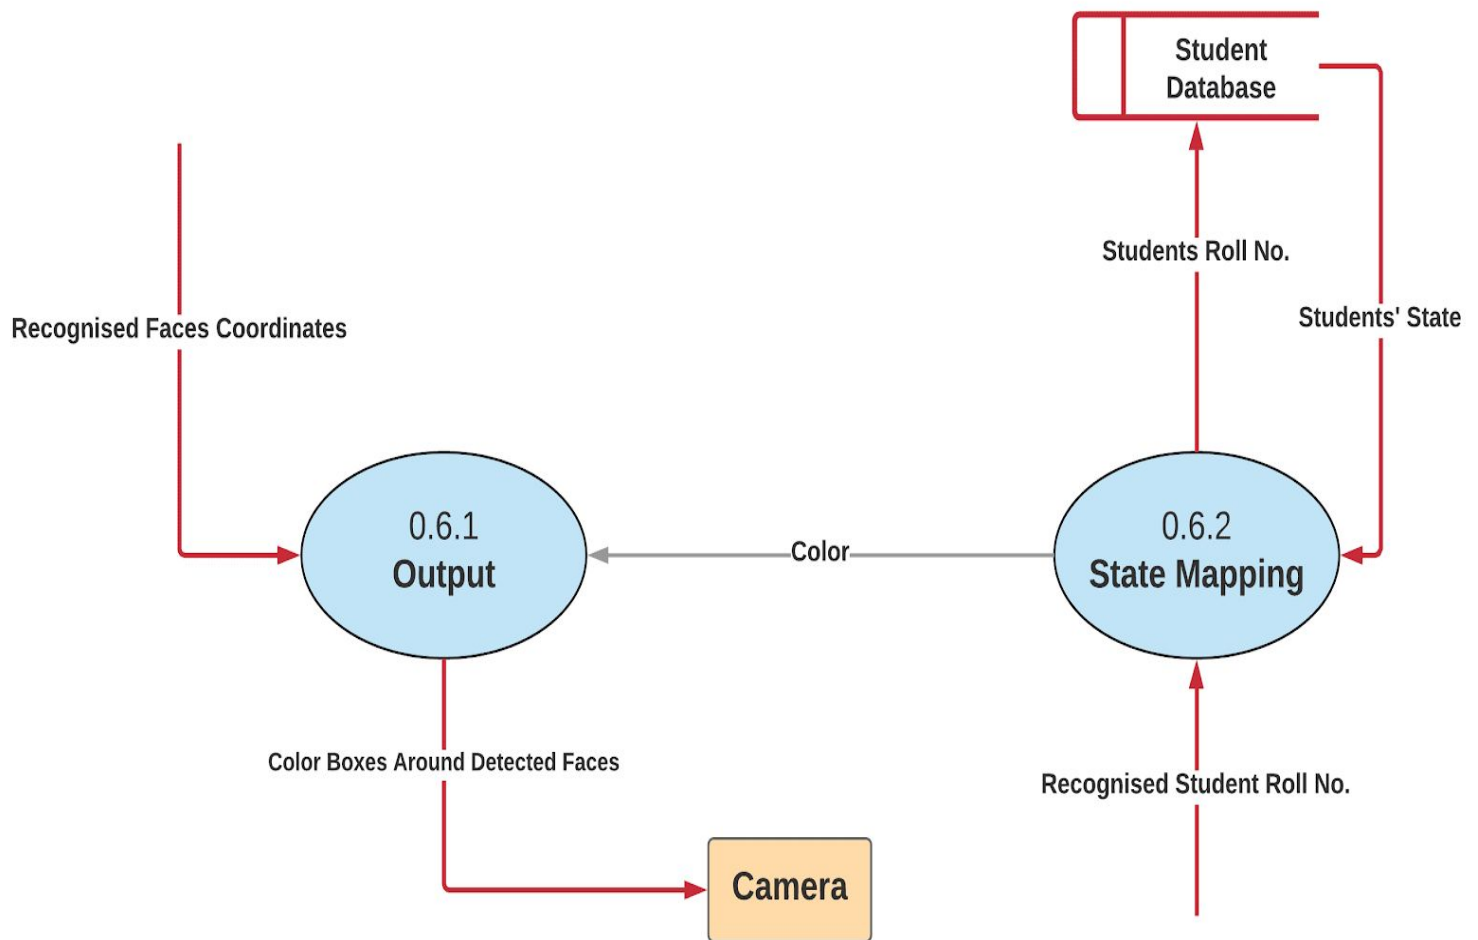 Student
Database
Students Roll No.
Students' State
Recognised Faces Coordinates
0.6.1
Output
Color
0.6.2
State Mapping
Color Boxes Around Detected Faces
Recognised Student Roll No.
Camera